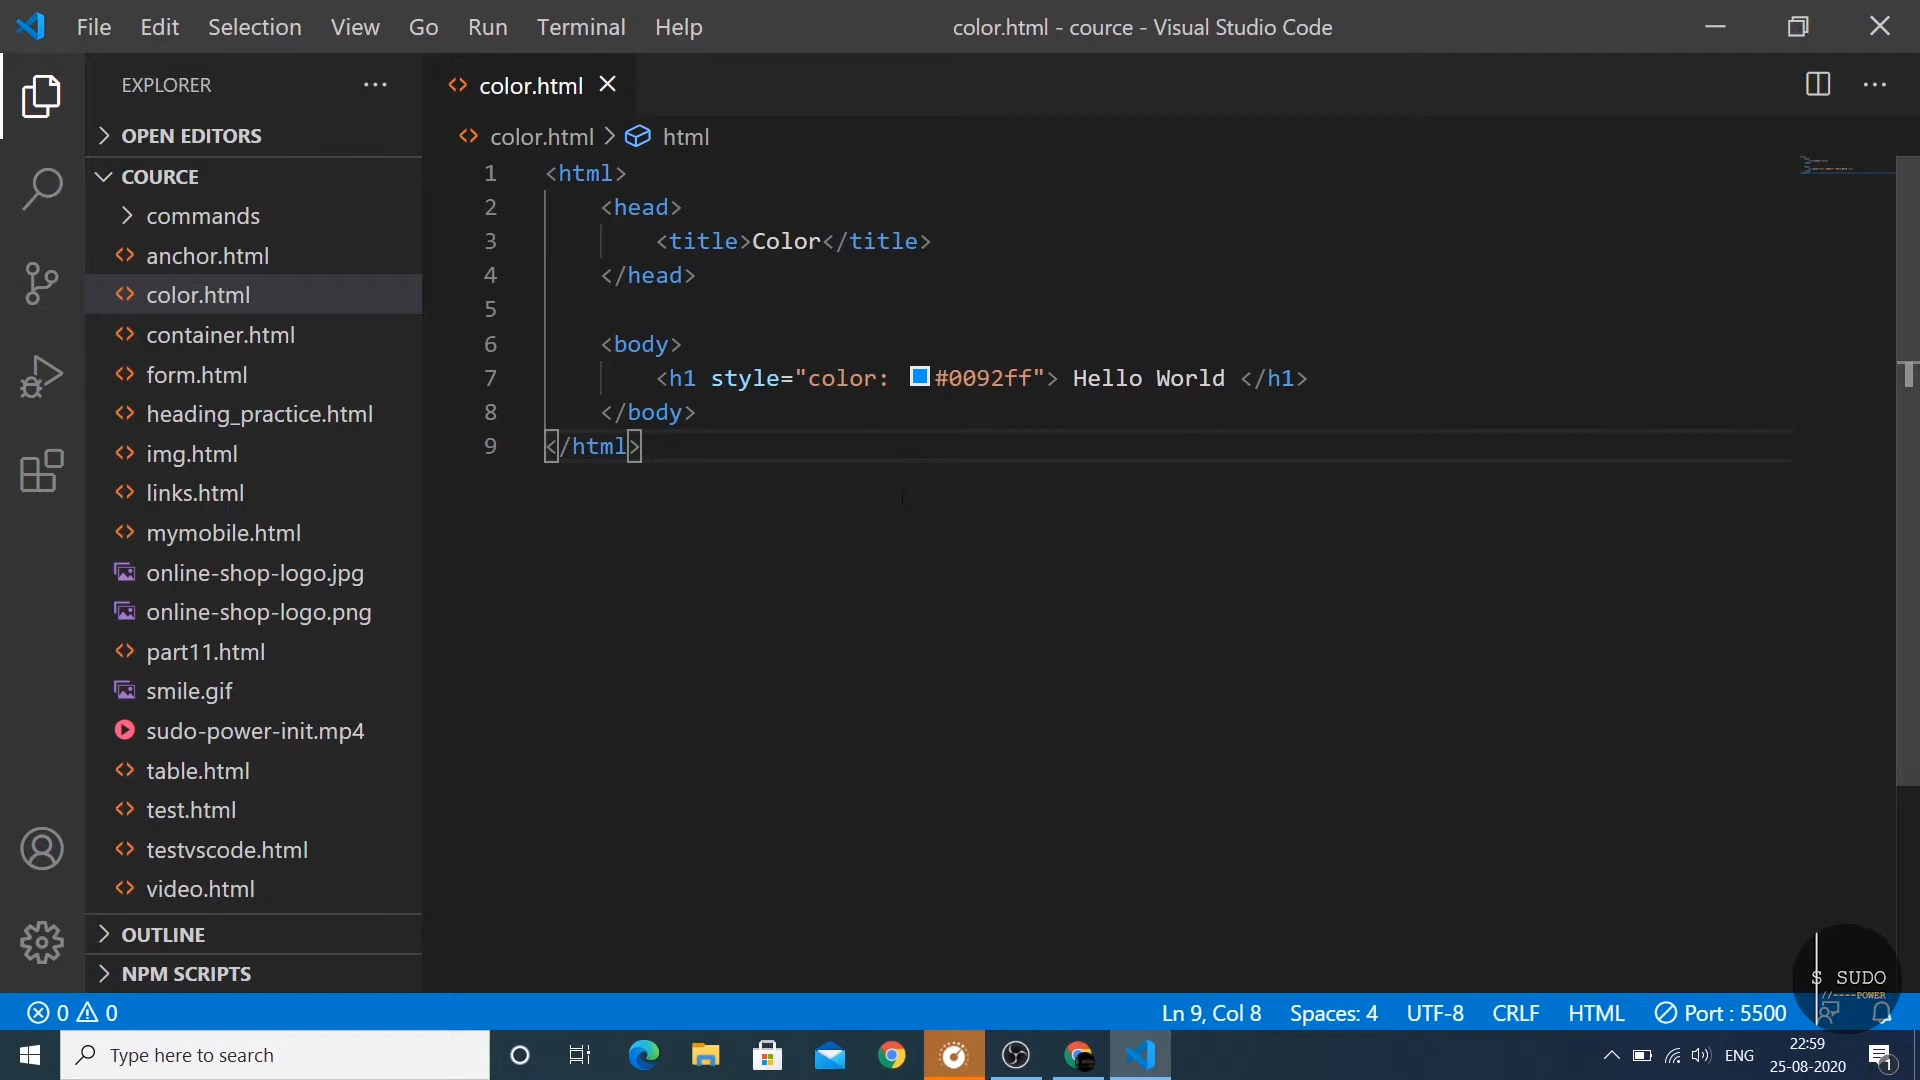 File Edit Selection View Go Run Terminal Help
color.html - cource - Visual Studio Code
EXPLORER
OPEN EDITORS
COURCE
commands
anchor.html
color.html
container.html
form.html
heading_practice.html
img.html
links.html
mymobile.html
online-shop-logo.jpg
online-shop-logo.png
part11.html
smile.gif
sudo-power-init.mp4
table.html
test.html
testvscode.html
video.html
OUTLINE
NPM SCRIPTS
color.html
color.html > html
1 <html>
2 <head>
3 <title>Color</title>
4 </head>
5
6 <body>
7 <h1 style="color: #0092ff"> Hello World </h1>
8 </body>
9 </html>
S SUDO
//----POWER
0 0
Ln 9, Col 8 Spaces: 4 UTF-8 CRLF HTML Port : 5500
Type here to search
ENG
22:59
25-08-2020
1